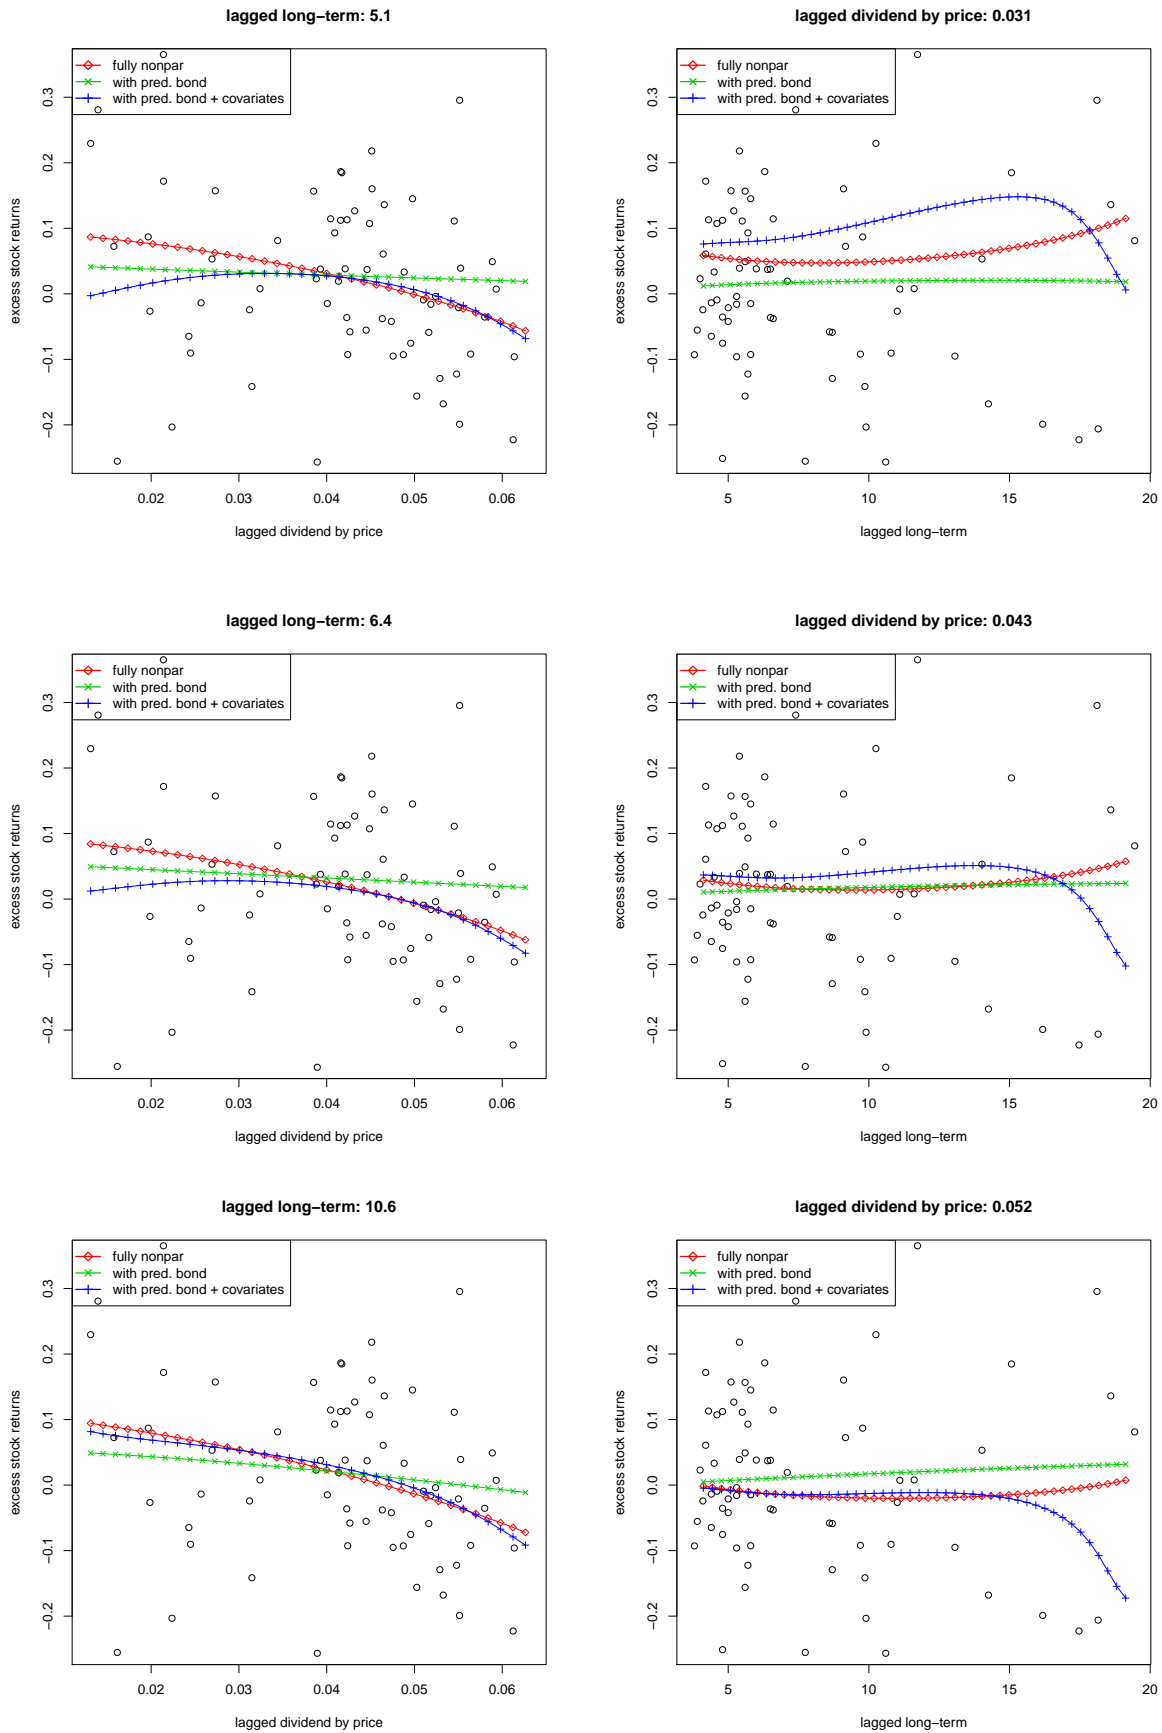 lagged long−term: 5.1
fully nonpar
with pred. bond
with pred. bond + covariates
excess stock returns
0.3
0.2
0.1
0.0
−0.1
−0.2
0.02 0.03 0.04 0.05 0.06
lagged dividend by price
lagged dividend by price: 0.031
fully nonpar
with pred. bond
with pred. bond + covariates
excess stock returns
0.3
0.2
0.1
0.0
−0.1
−0.2
5 10 15 20
lagged long−term
lagged long−term: 6.4
fully nonpar
with pred. bond
with pred. bond + covariates
excess stock returns
0.3
0.2
0.1
0.0
−0.1
−0.2
0.02 0.03 0.04 0.05 0.06
lagged dividend by price
lagged dividend by price: 0.043
fully nonpar
with pred. bond
with pred. bond + covariates
excess stock returns
0.3
0.2
0.1
0.0
−0.1
−0.2
5 10 15 20
lagged long−term
lagged long−term: 10.6
fully nonpar
with pred. bond
with pred. bond + covariates
excess stock returns
0.3
0.2
0.1
0.0
−0.1
−0.2
0.02 0.03 0.04 0.05 0.06
lagged dividend by price
lagged dividend by price: 0.052
fully nonpar
with pred. bond
with pred. bond + covariates
excess stock returns
0.3
0.2
0.1
0.0
−0.1
−0.2
5 10 15 20
lagged long−term